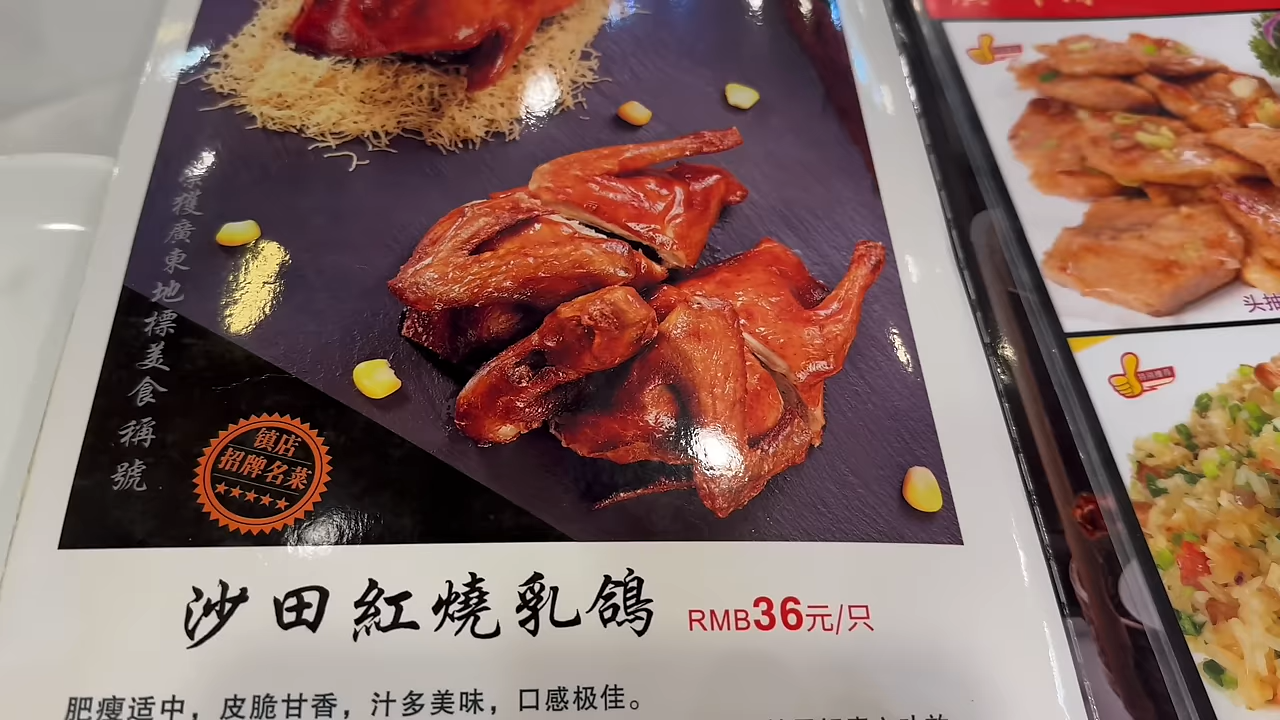 獲廣東地標美食稱號
镇店
招牌名菜
沙田紅燒乳鴿 RMB36元/只
肥瘦适中，皮脆甘香，汁多美味，口感极佳。
头抽